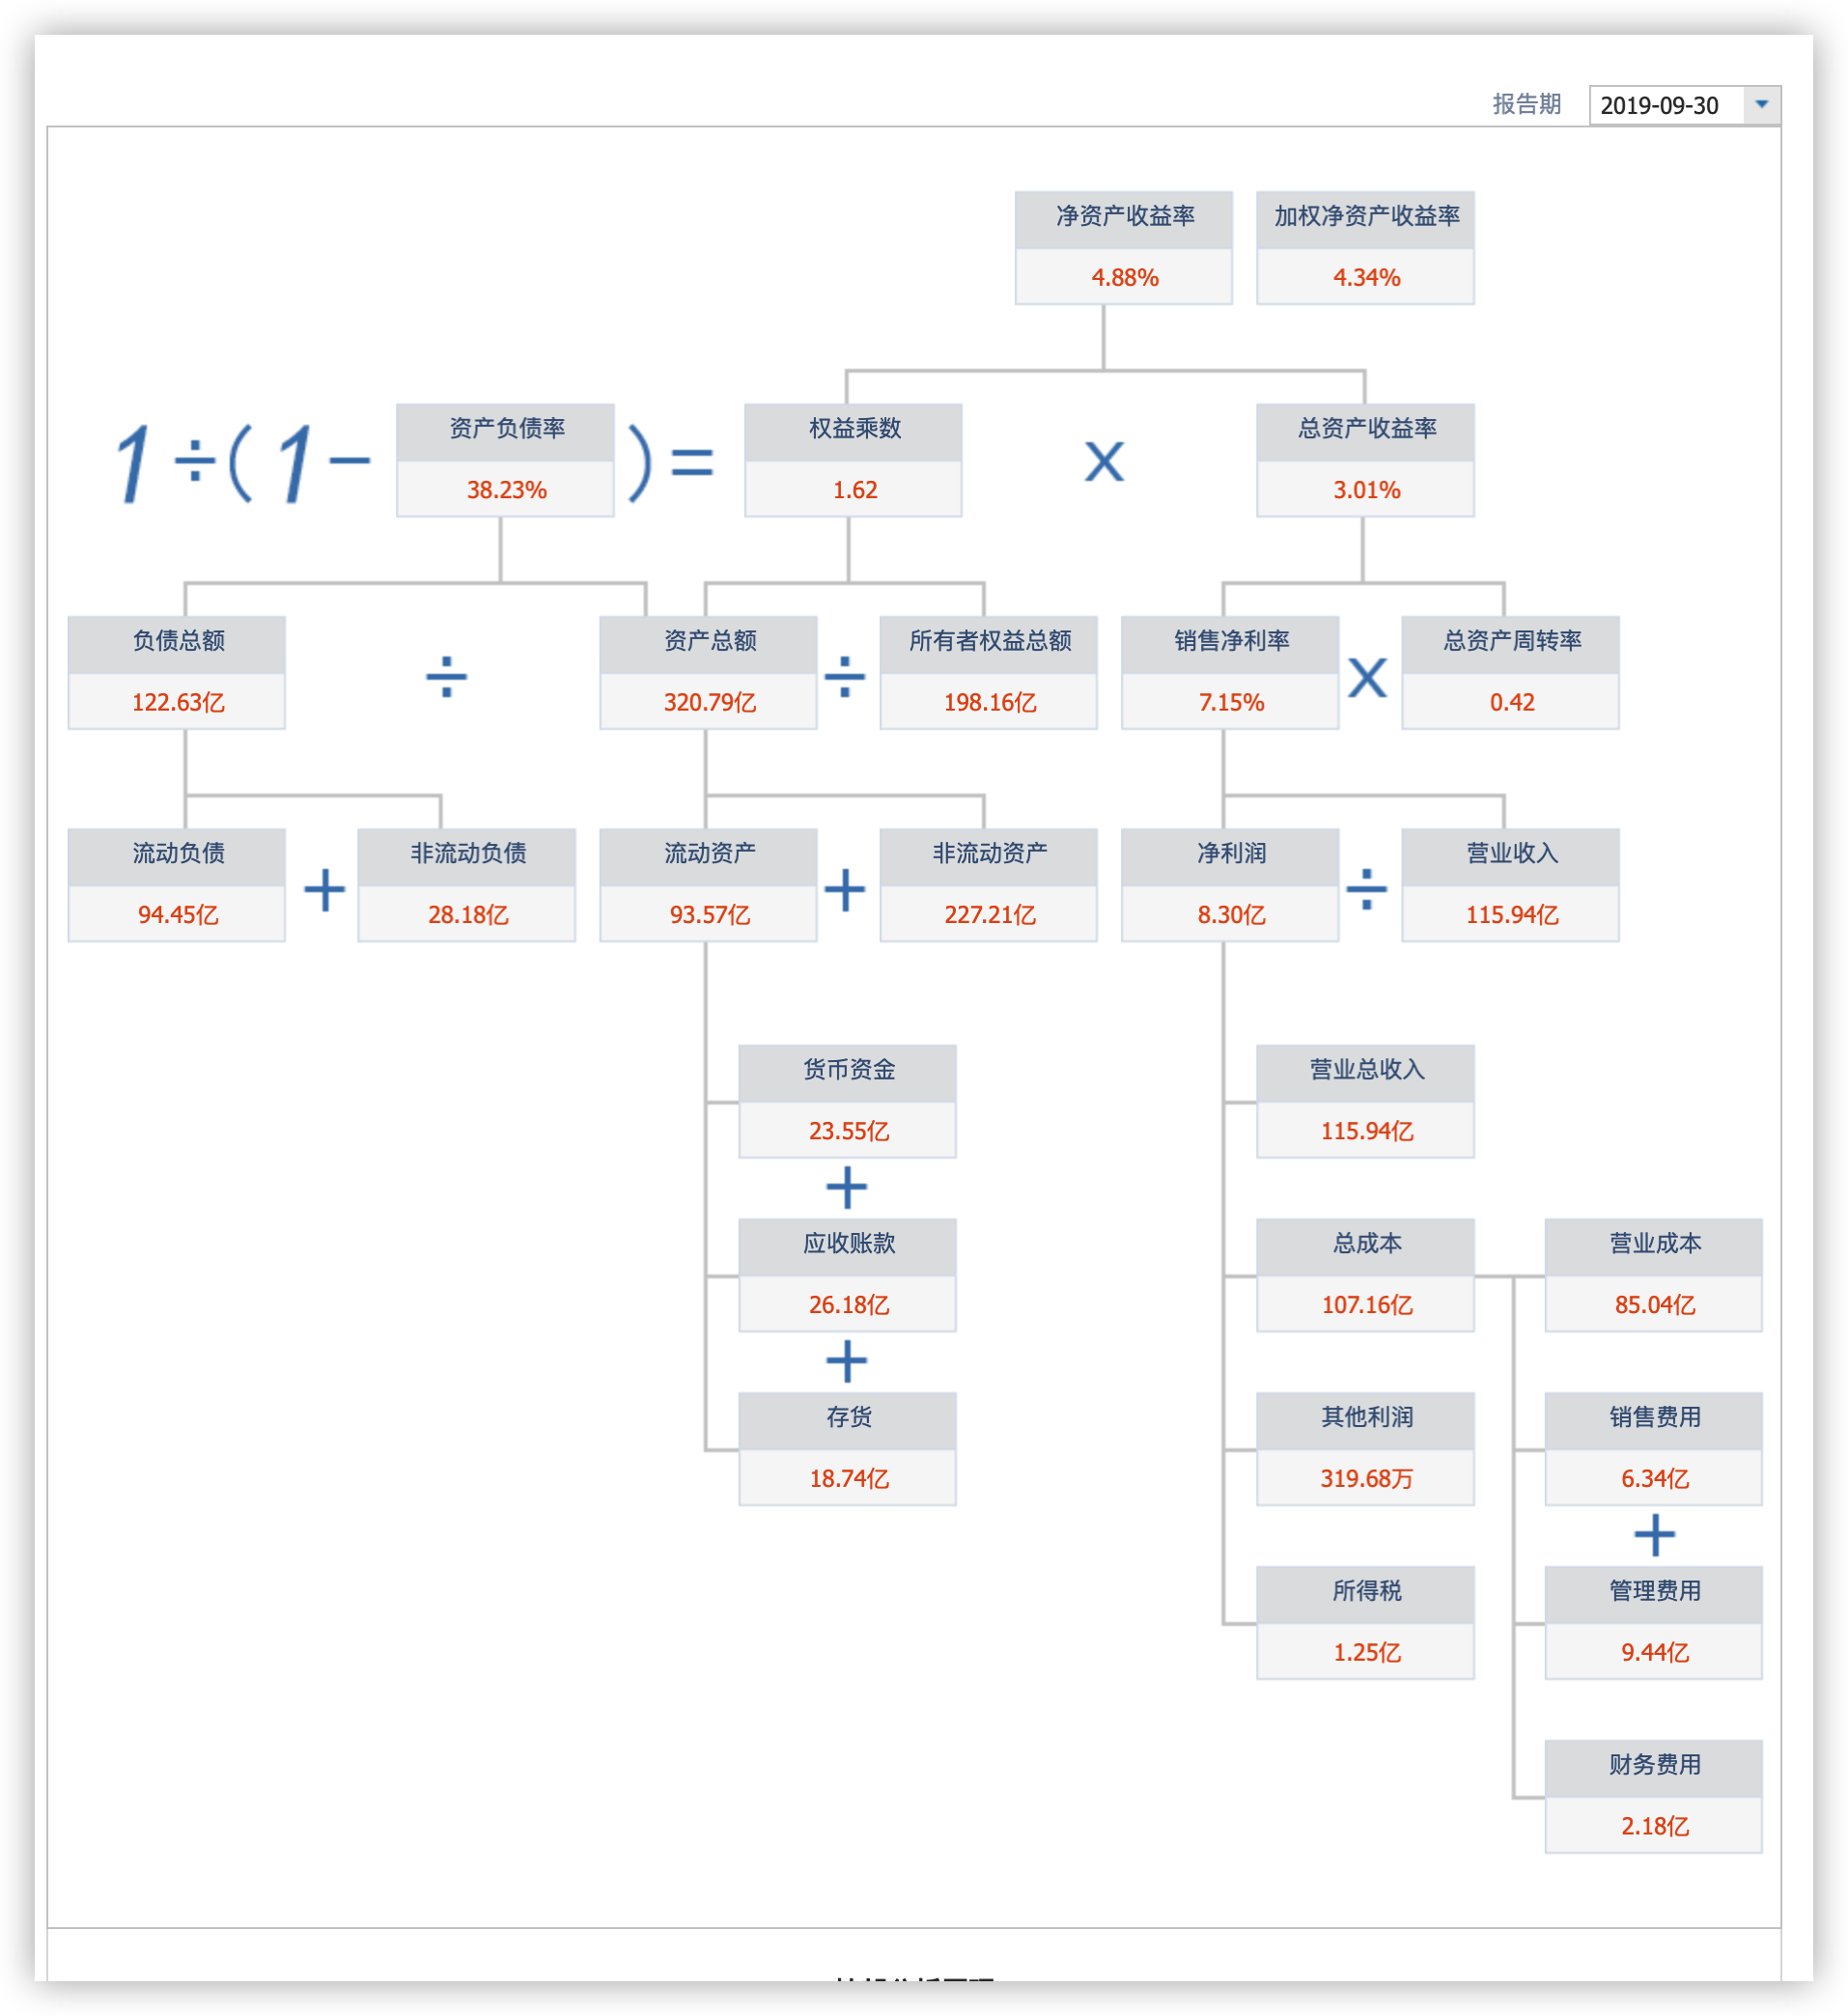 报告期 2019-09-30
净资产收益率 加权净资产收益率
4.88% 4.34%
1÷(1- 资产负债率 )= 权益乘数 x 总资产收益率
38.23% 1.62 3.01%
负债总额 ÷ 资产总额 ÷ 所有者权益总额 销售净利率 x 总资产周转率
122.63亿 320.79亿 198.16亿 7.15% 0.42
流动负债 + 非流动负债 流动资产 + 非流动资产 净利润 ÷ 营业收入
94.45亿 28.18亿 93.57亿 227.21亿 8.30亿 115.94亿
货币资金 营业总收入
23.55亿 115.94亿
+
应收账款 总成本 营业成本
26.18亿 107.16亿 85.04亿
+
存货 其他利润 销售费用
18.74亿 319.68万 6.34亿
+
所得税 管理费用
1.25亿 9.44亿
财务费用
2.18亿